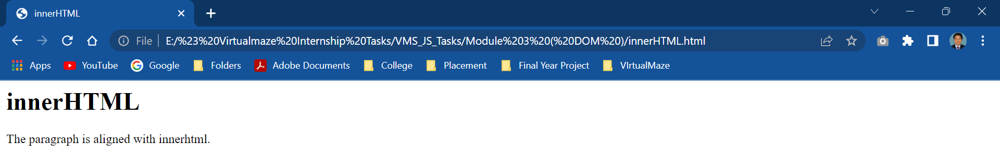 innerHTML
File E:/%23%20Virtualmaze%20Internship%20Tasks/VMS_JS_Tasks/Module%203%20(%20DOM%20)/innerHTML.html
Apps YouTube Google Folders Adobe Documents College Placement Final Year Project VIrtualMaze
innerHTML
The paragraph is aligned with innerhtml.